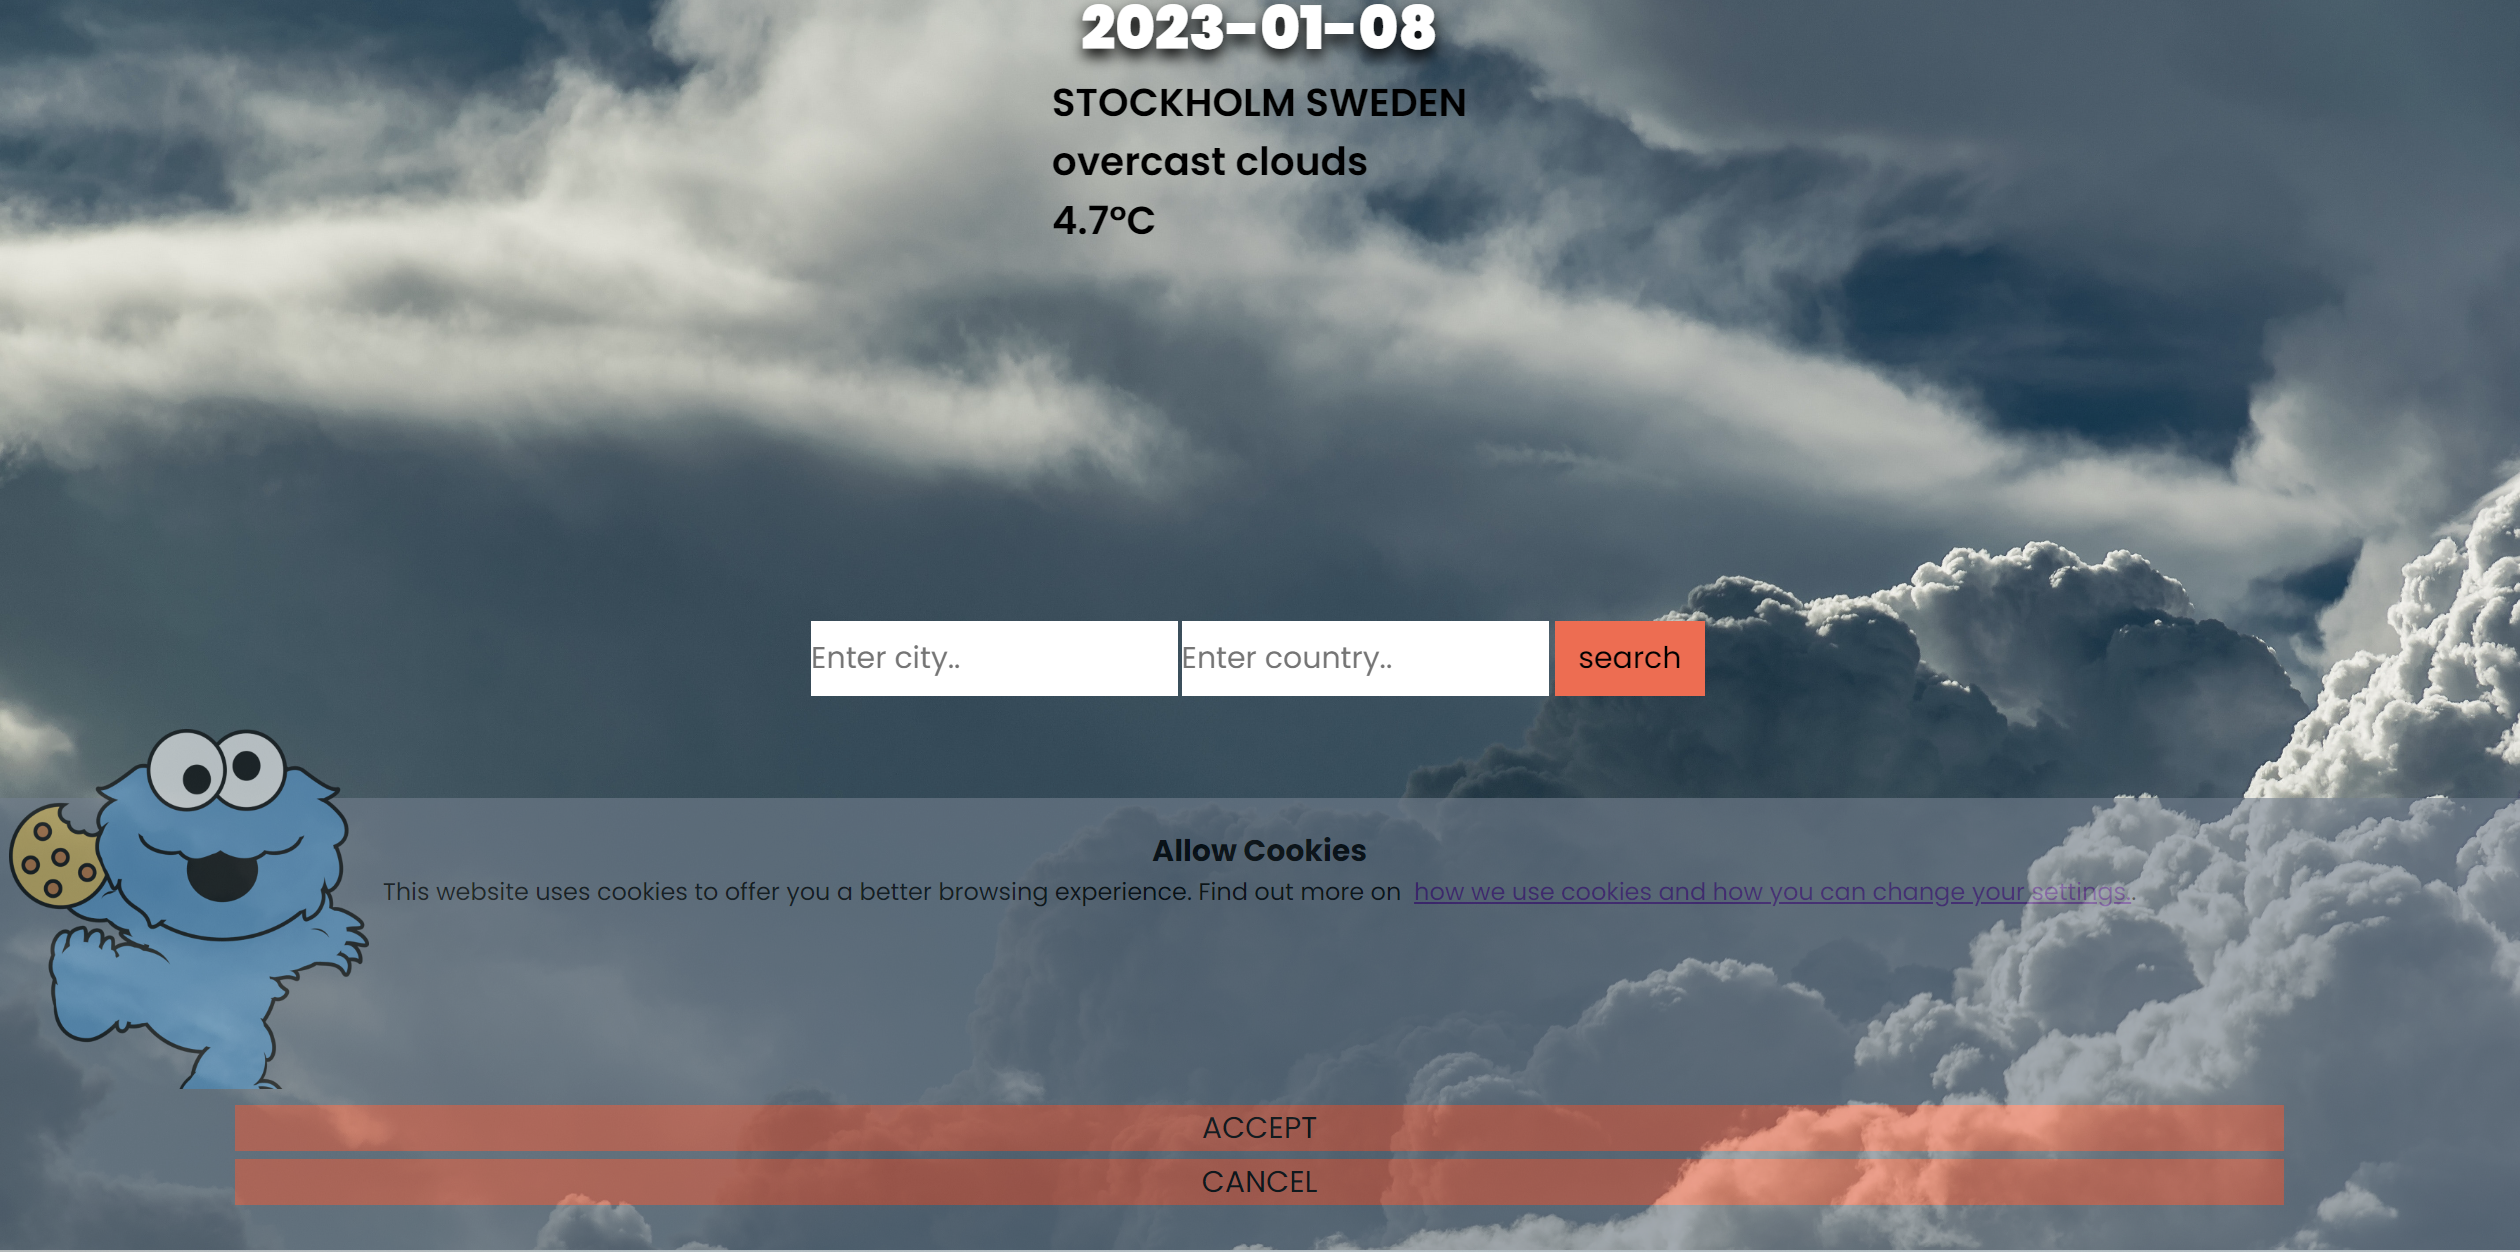 2023-01-08
STOCKHOLM SWEDEN
overcast clouds
4.7°C
Enter city.. Enter country.. search
Allow Cookies
This website uses cookies to offer you a better browsing experience. Find out more on how we use cookies and how you can change your settings..
ACCEPT
CANCEL